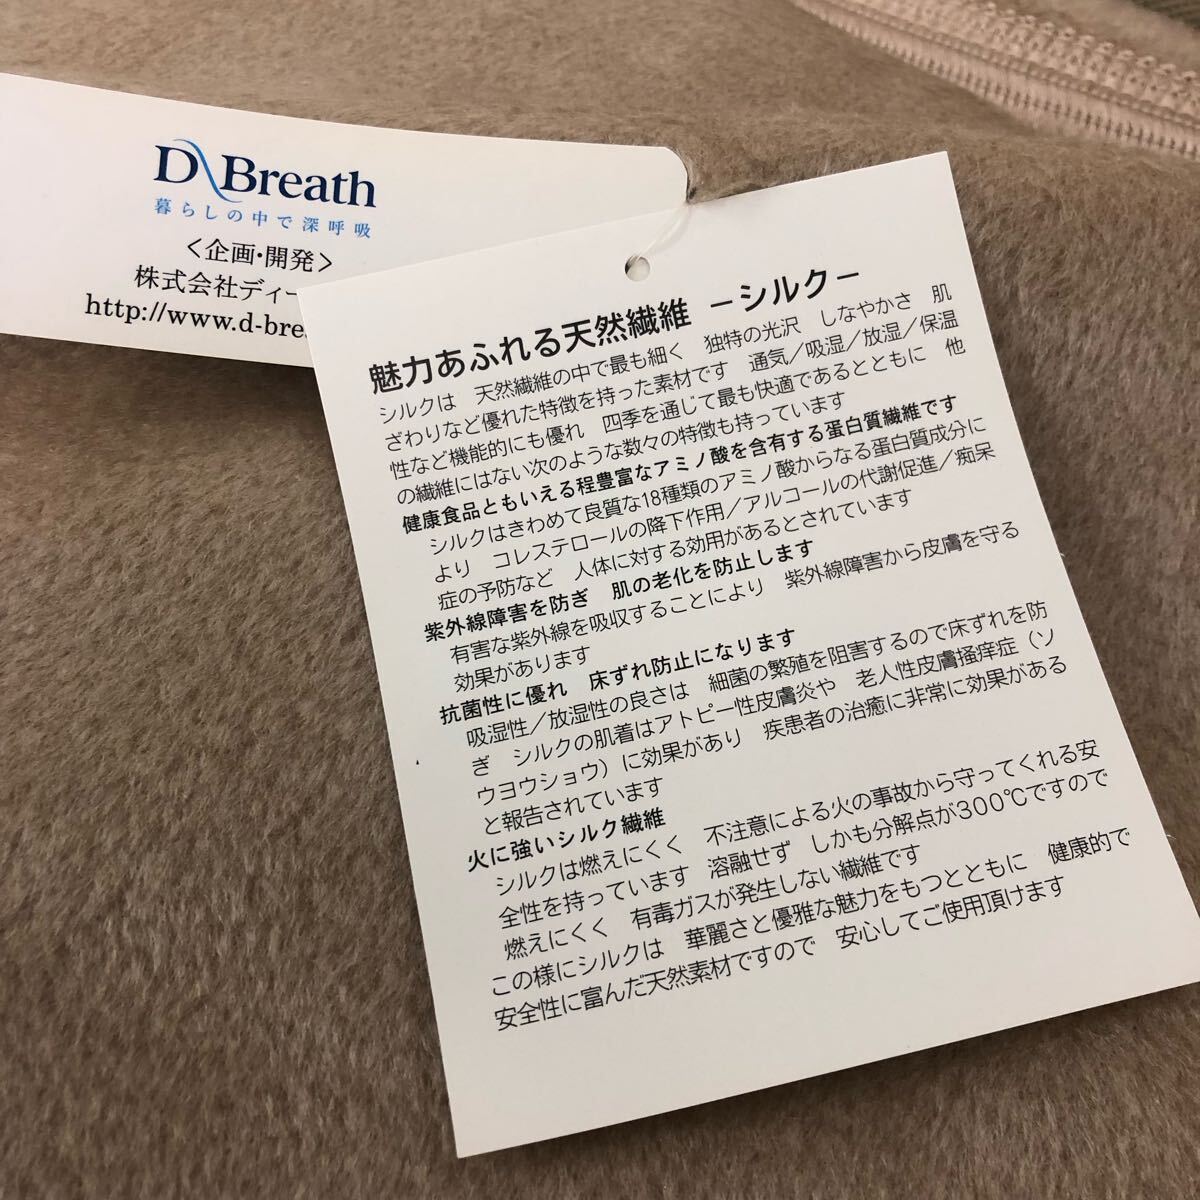 D Breath
暮らしの中で深呼吸
<企画・開発>
株式会社ディー
http://www.d-bre
魅力あふれる天然繊維 −シルク−
シルクは 天然繊維の中で最も細く 独特の光沢 しなやかさ 肌
ざわりなど優れた特徴を持った素材です 通気/吸湿/放湿/保温
性など機能的にも優れ 四季を通じて最も快適であるとともに 他
の繊維にはない次のような数々の特徴も持っています
健康食品ともいえる程豊富なアミノ酸を含有する蛋白質繊維です
シルクはきわめて良質な18種類のアミノ酸からなる蛋白質成分に
より コレステロールの降下作用/アルコールの代謝促進/痴呆
症の予防など 人体に対する効用があるとされています
紫外線障害を防ぎ 肌の老化を防止します
有害な紫外線を吸収することにより 紫外線障害から皮膚を守る
効果があります
抗菌性に優れ 床ずれ防止になります
吸湿性/放湿性の良さは 細菌の繁殖を阻害するので床ずれを防
ぎ シルクの肌着はアトピー性皮膚炎や 老人性皮膚掻痒症(ソ
ウヨウショウ)に効果があり 疾患者の治癒に非常に効果がある
と報告されています
火に強いシルク繊維
シルクは燃えにくく 不注意による火の事故から守ってくれる安
全性を持っています 溶融せず しかも分解点が300℃ですので
燃えにくく 有毒ガスが発生しない繊維です
この様にシルクは 華麗さと優雅な魅力をもつとともに 健康的で
安全性に富んだ天然素材ですので 安心してご使用頂けます